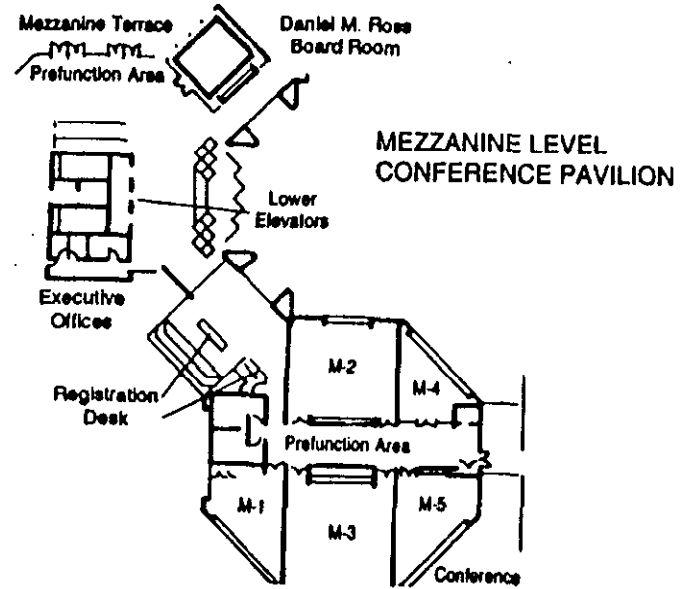 Mezzanine Terrace
Prefunction Area
Daniel M. Ross
Board Room
MEZZANINE LEVEL
CONFERENCE PAVILION
Lower
Elevators
Executive
Offices
Registration
Desk
M-2
M-4
Prefunction Area
M-1
M-3
M-5
Conference